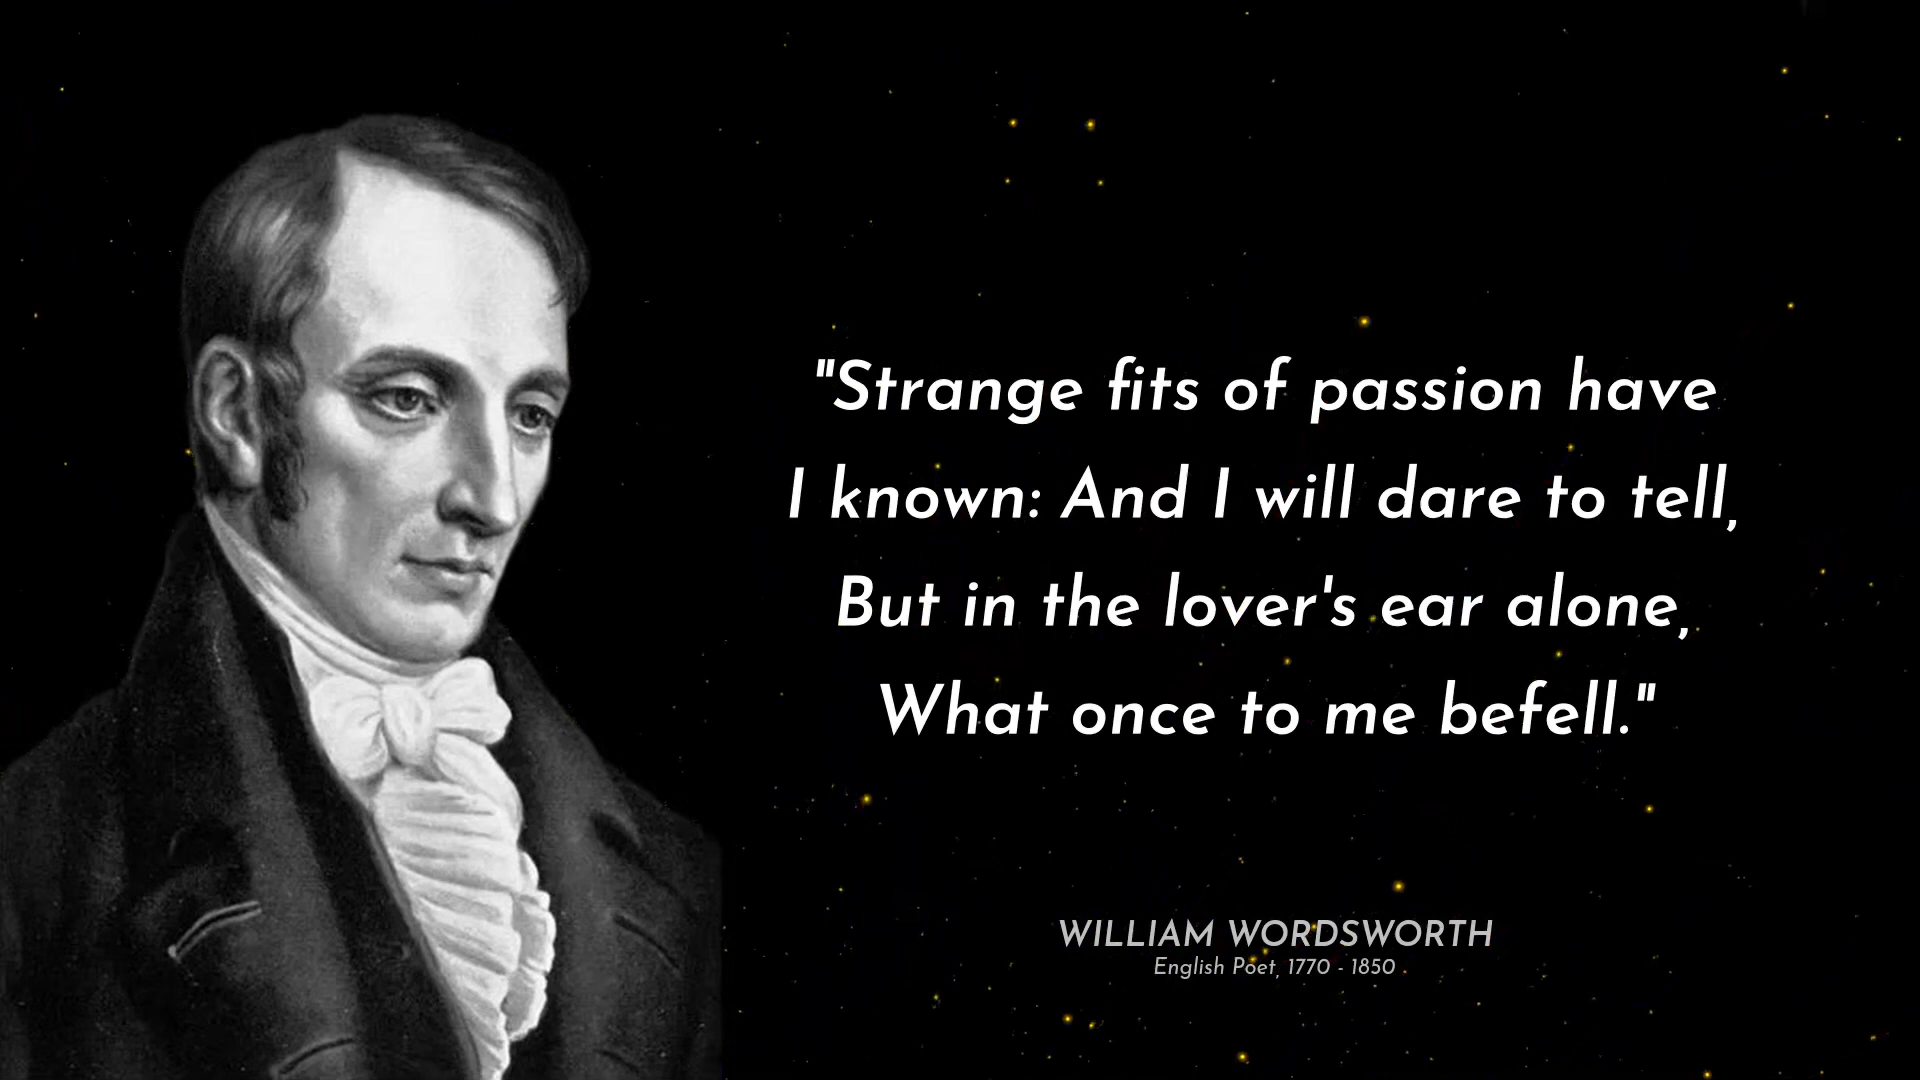 "Strange fits of passion have
I known: And I will dare to tell,
But in the lover's ear alone,
What once to me befell."
WILLIAM WORDSWORTH
English Poet, 1770 - 1850